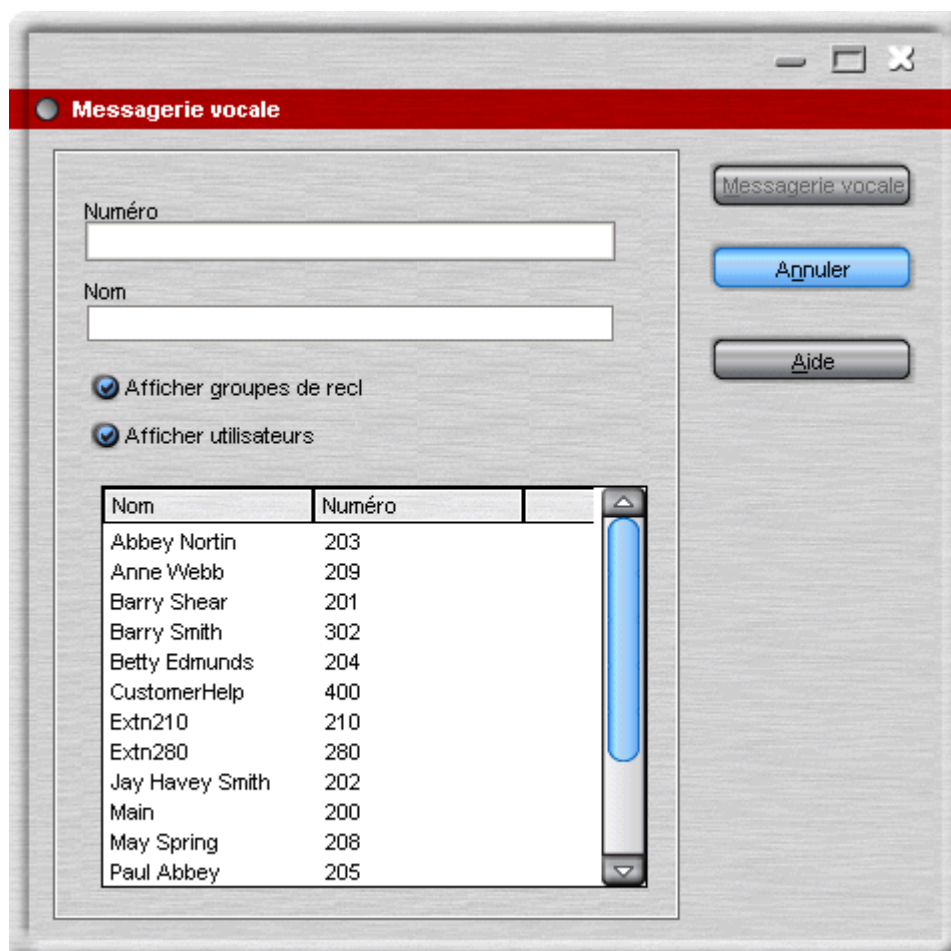 Messagerie vocale
Numéro
Nom
Afficher groupes de recl
Afficher utilisateurs
Nom Numéro
Abbey Nortin 203
Anne Webb 209
Barry Shear 201
Barry Smith 302
Betty Edmunds 204
CustomerHelp 400
Extn210 210
Extn280 280
Jay Havey Smith 202
Main 200
May Spring 208
Paul Abbey 205
Messagerie vocale
Annuler
Aide